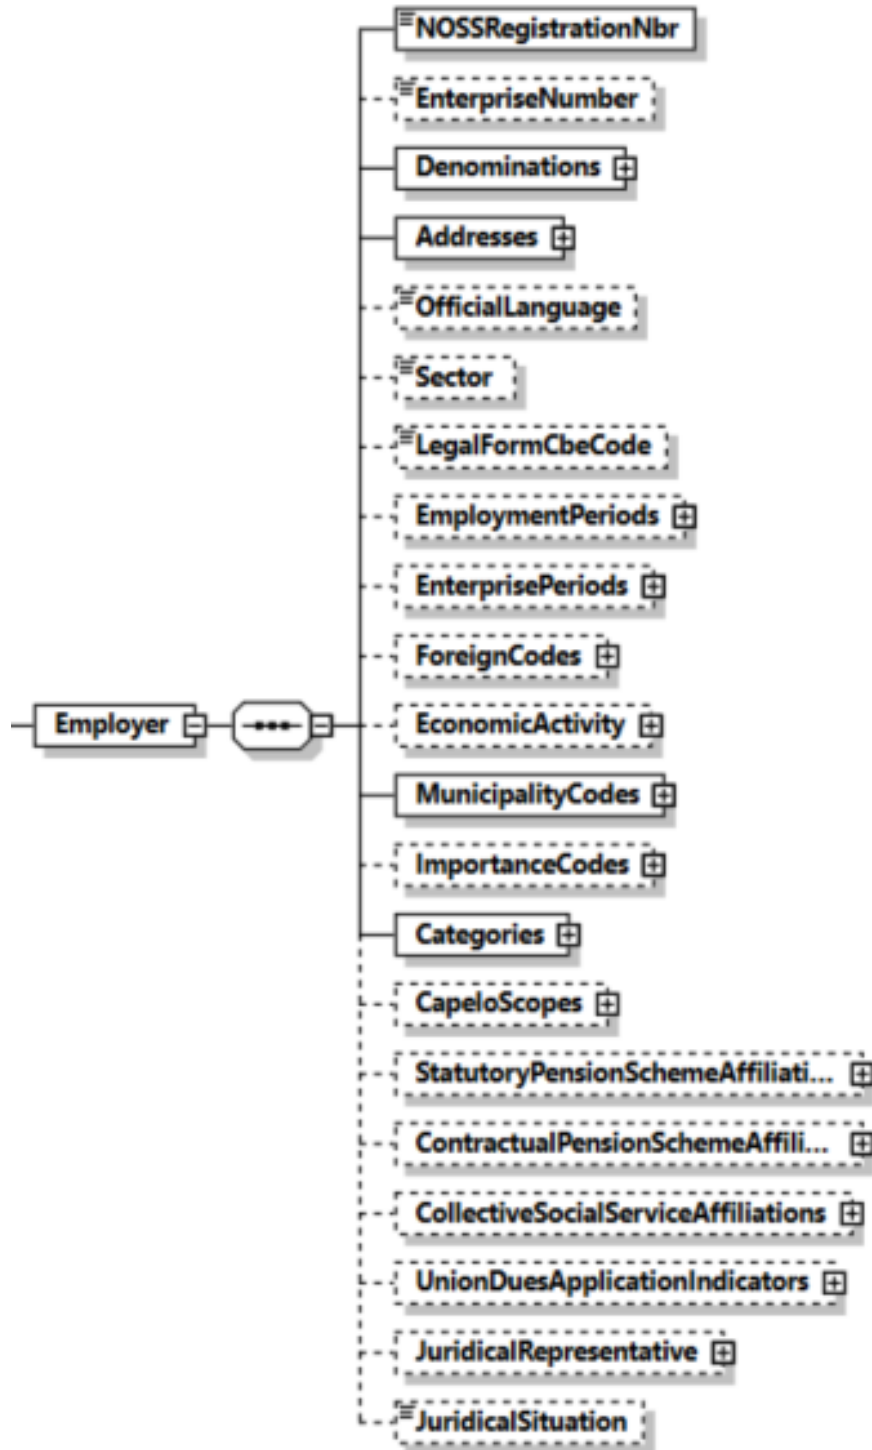 NOSSRegistrationNbr
EnterpriseNumber
Denominations
Addresses
OfficialLanguage
Sector
LegalFormCbeCode
EmploymentPeriods
EnterprisePeriods
ForeignCodes
Employer
EconomicActivity
MunicipalityCodes
ImportanceCodes
Categories
CapeloScopes
StatutoryPensionSchemeAffiliati...
ContractualPensionSchemeAffili...
CollectiveSocialServiceAffiliations
UnionDuesApplicationIndicators
JuridicalRepresentative
JuridicalSituation